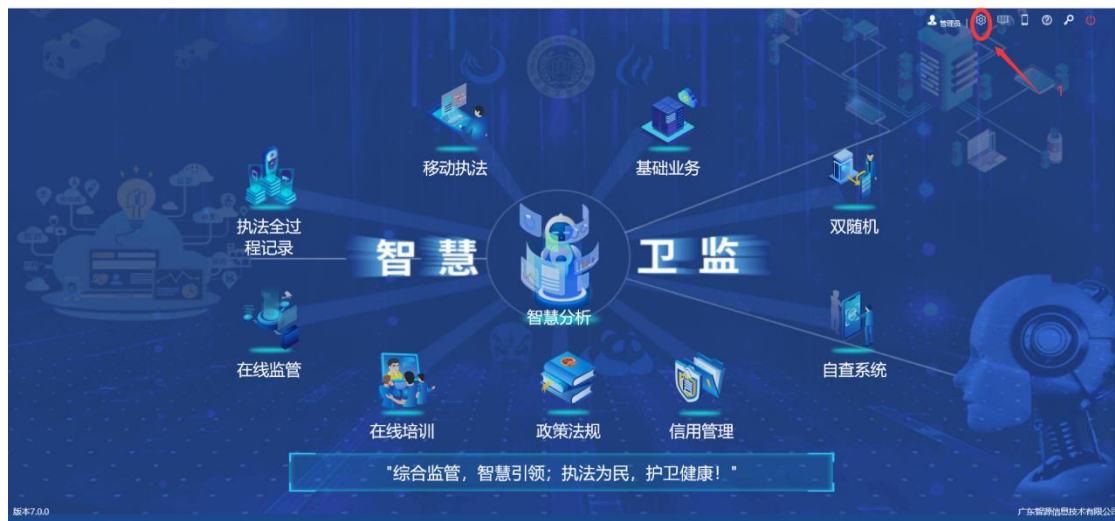 管理员
1
移动执法
基础业务
执法全过
程记录
双随机
智慧
卫监
智慧分析
在线监管
自查系统
在线培训
政策法规
信用管理
"综合监管，智慧引领；执法为民，护卫健康！"
版本7.0.0
广东智源信息技术有限公司